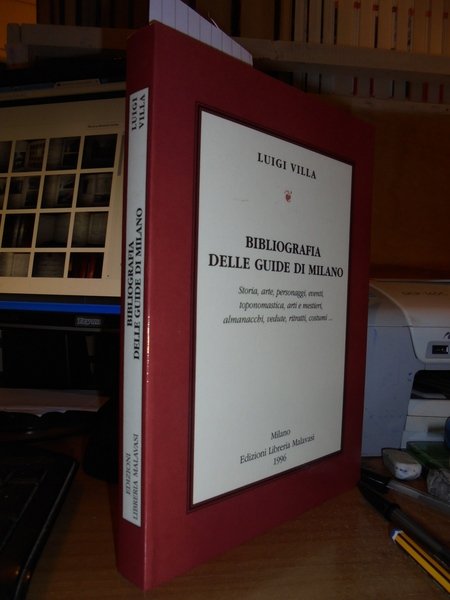 LUIGI VILLA
BIBLIOGRAFIA
DELLE GUIDE DI MILANO
Storia, arte, personaggi, eventi,
toponomastica, arti e mestieri,
almanacchi, vedute, ritratti, costumi ...
Milano
Edizioni Libreria Malavasi
1996
LUIGI
VILLA
BIBLIOGRAFIA
DELLE GUIDE DI MILANO
EDIZIONI
LIBRERIA MALAVASI